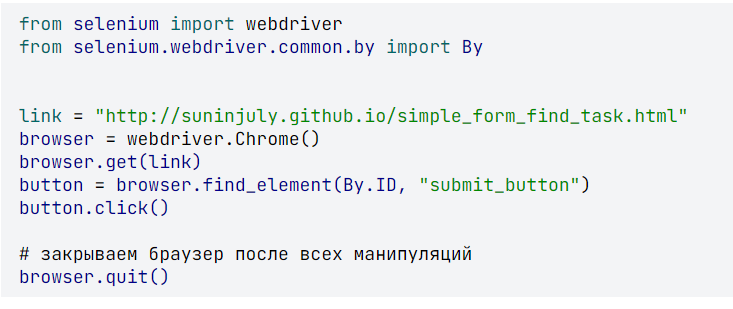 from selenium import webdriver
from selenium.webdriver.common.by import By
link = "http://suninjuly.github.io/simple_form_find_task.html"
browser = webdriver.Chrome()
browser.get(link)
button = browser.find_element(By.ID, "submit_button")
button.click()
# закрываем браузер после всех манипуляций
browser.quit()